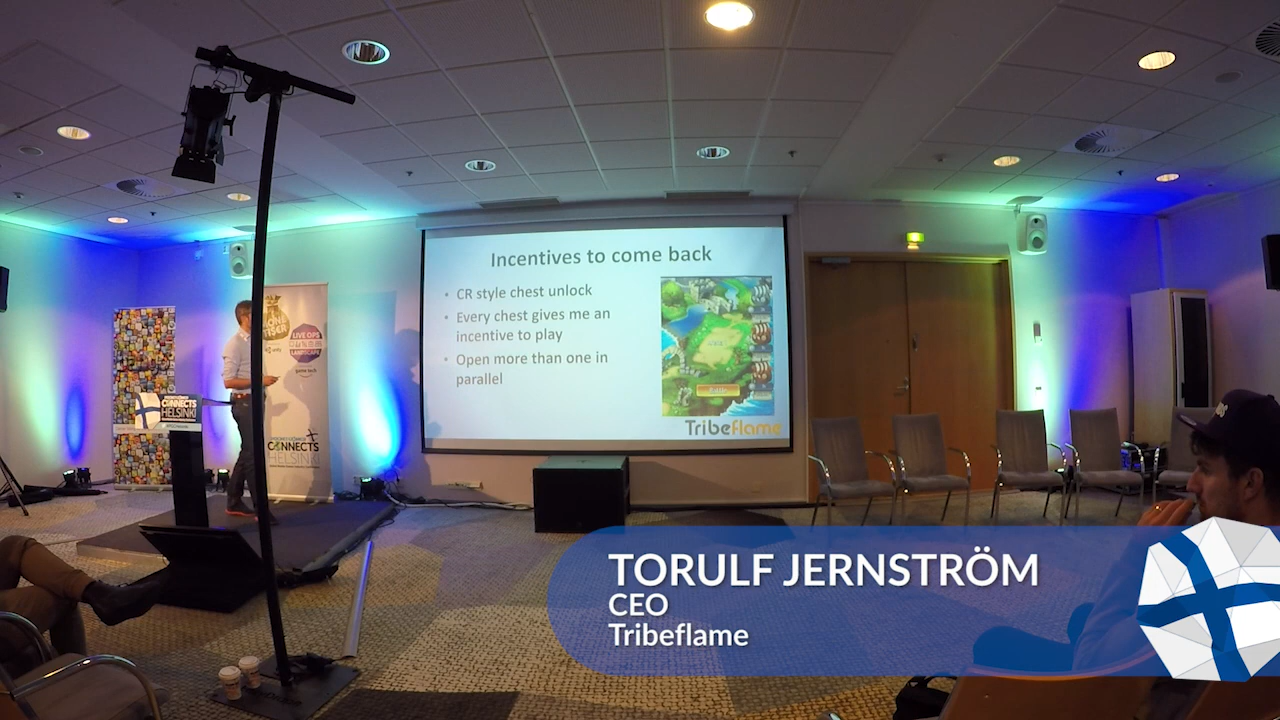 Incentives to come back
• CR style chest unlock
• Every chest gives me an
incentive to play
• Open more than one in
parallel
Tribeflame
LIVE OPS
CONNECTS
HELSINKI
CONNECTS
HELSINKI
TORULF JERNSTRÖM
CEO
Tribeflame